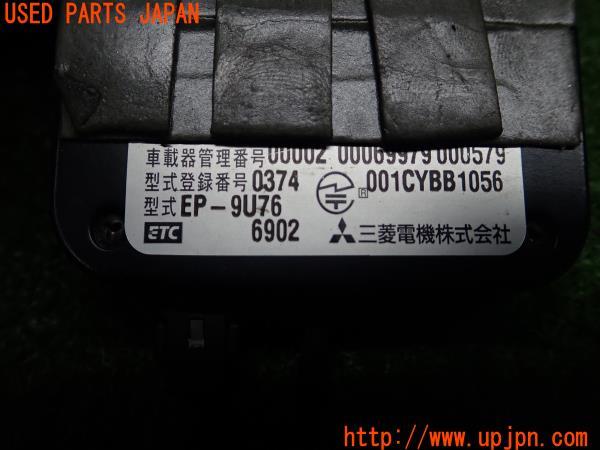 USED PARTS JAPAN
車載器管理番号 00002 00069979 000579
型式登録番号 0374 R 001CYBB1056
型式 EP-9U76
ETC 6902 三菱電機株式会社
http:// www.upjpn.com